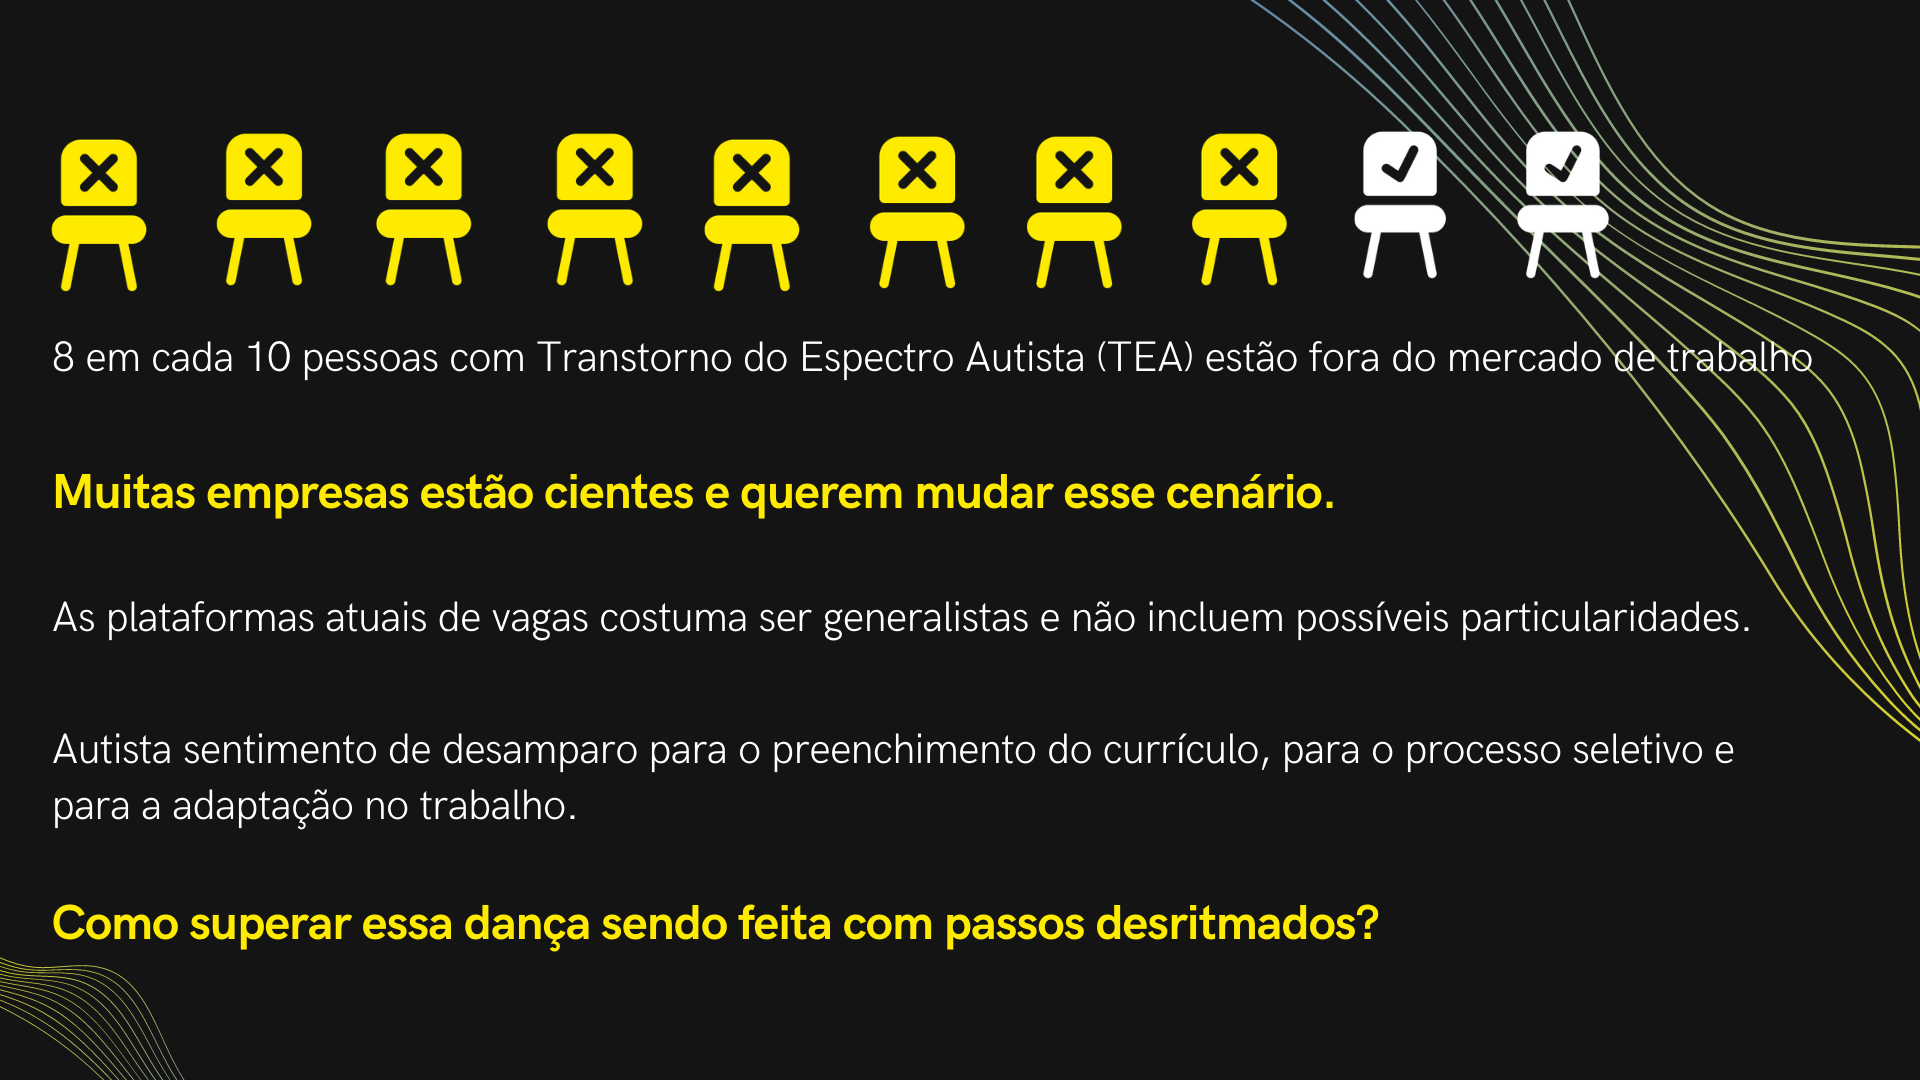 8 em cada 10 pessoas com Transtorno do Espectro Autista (TEA) estão fora do mercado de trabalho
Muitas empresas estão cientes e querem mudar esse cenário.
As plataformas atuais de vagas costuma ser generalistas e não incluem possíveis particularidades.
Autista sentimento de desamparo para o preenchimento do currículo, para o processo seletivo e
para a adaptação no trabalho.
Como superar essa dança sendo feita com passos desritmados?